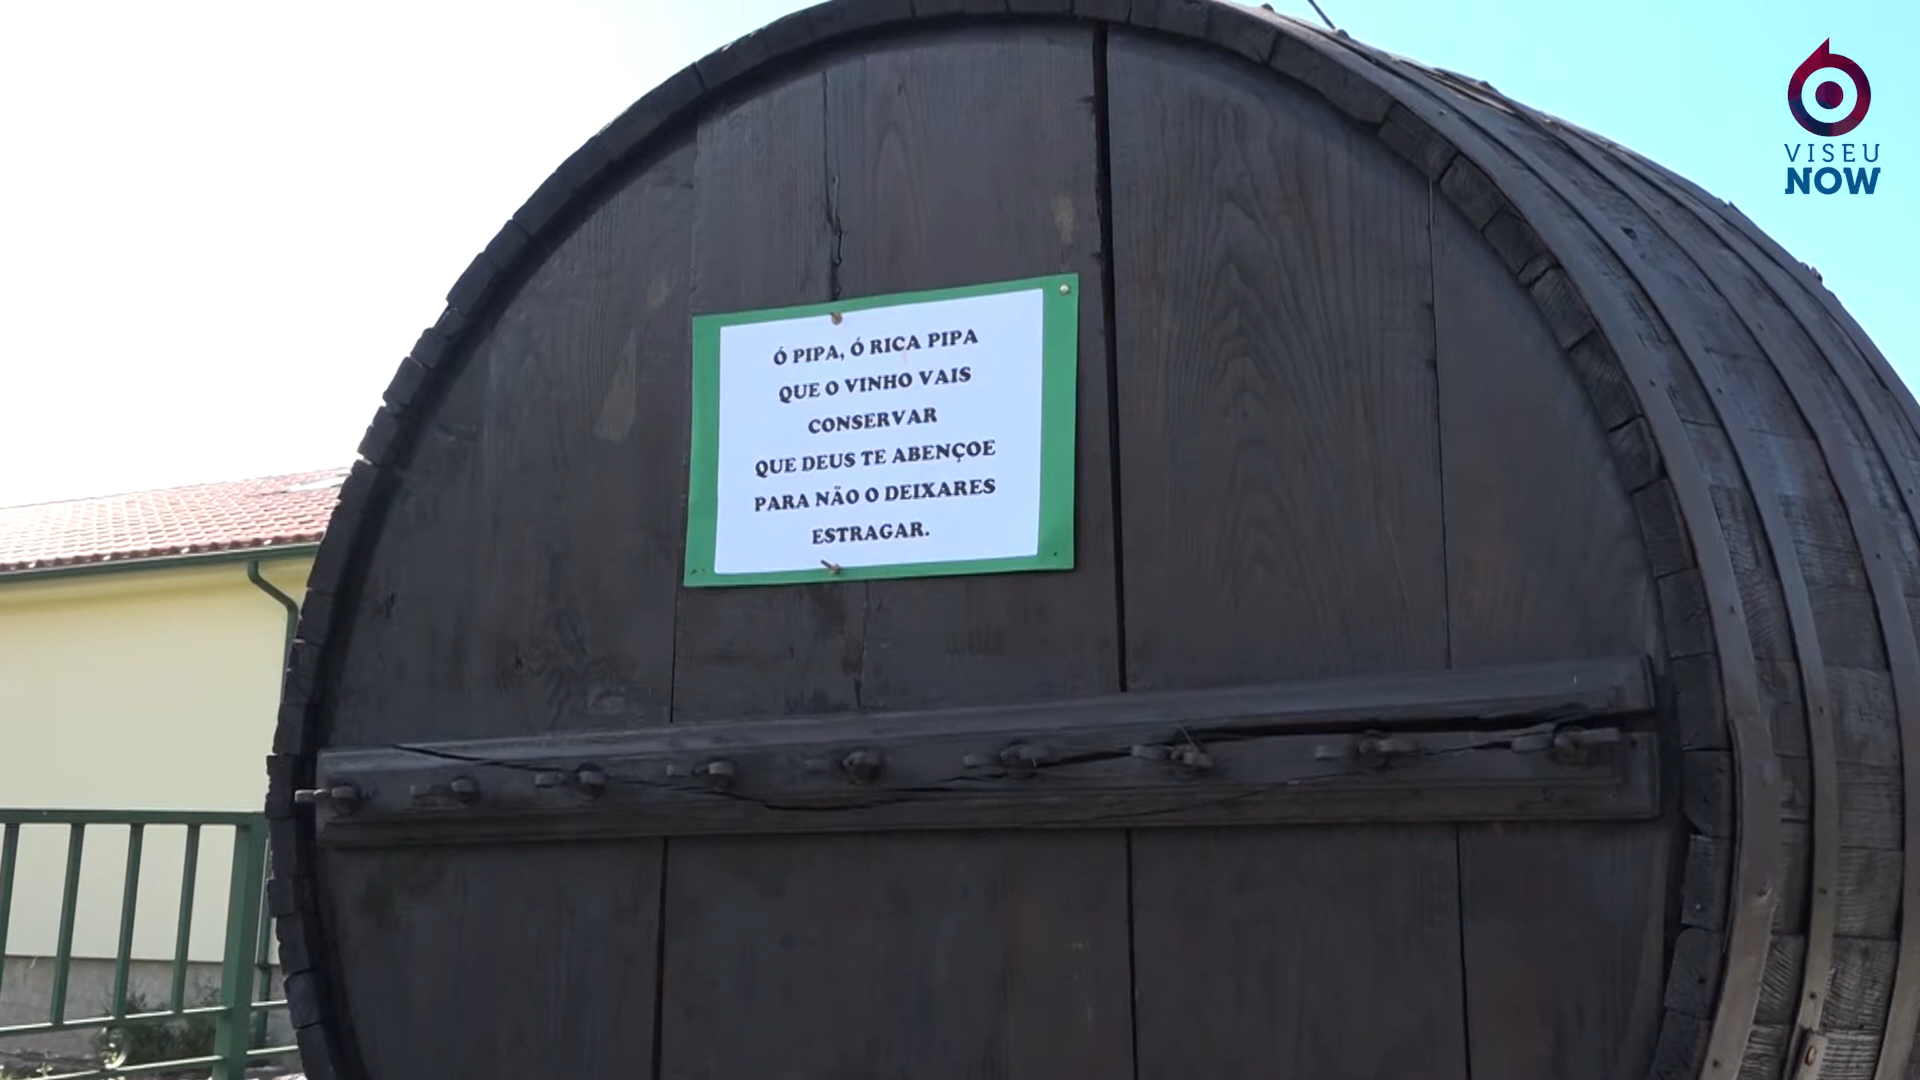 VISEU
NOW
Ó PIPA, Ó RICA PIPA
QUE O VINHO VAIS
CONSERVAR
QUE DEUS TE ABENÇOE
PARA NÃO O DEIXARES
ESTRAGAR.